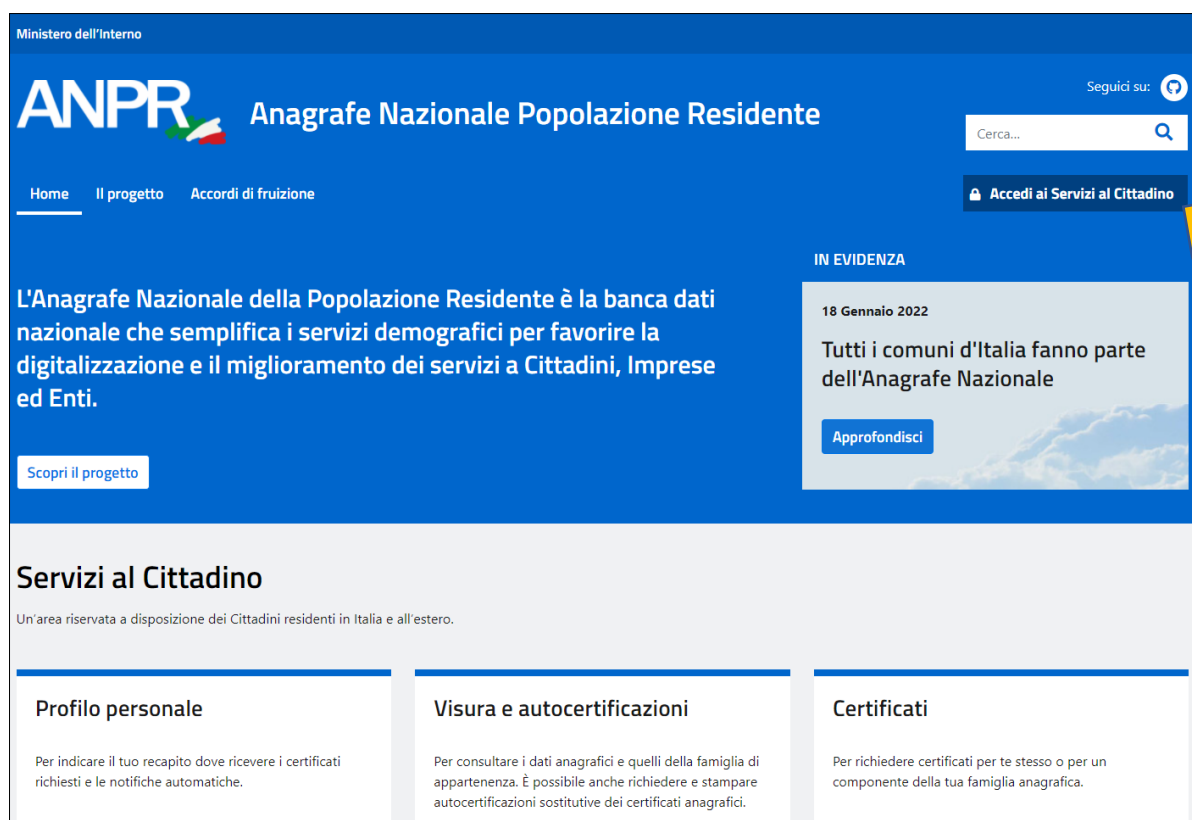 Ministero dell'Interno
ANPR
Anagrafe Nazionale Popolazione Residente
Seguici su:
Cerca...
Home
Il progetto
Accordi di fruizione
Accedi ai Servizi al Cittadino
L'Anagrafe Nazionale della Popolazione Residente è la banca dati
nazionale che semplifica i servizi demografici per favorire la
digitalizzazione e il miglioramento dei servizi a Cittadini, Imprese
ed Enti.
Scopri il progetto
IN EVIDENZA
18 Gennaio 2022
Tutti i comuni d'Italia fanno parte
dell'Anagrafe Nazionale
Approfondisci
Servizi al Cittadino
Un'area riservata a disposizione dei Cittadini residenti in Italia e all'estero.
Profilo personale
Per indicare il tuo recapito dove ricevere i certificati
richiesti e le notifiche automatiche.
Visura e autocertificazioni
Per consultare i dati anagrafici e quelli della famiglia di
appartenenza. È possibile anche richiedere e stampare
autocertificazioni sostitutive dei certificati anagrafici.
Certificati
Per richiedere certificati per te stesso o per un
componente della tua famiglia anagrafica.